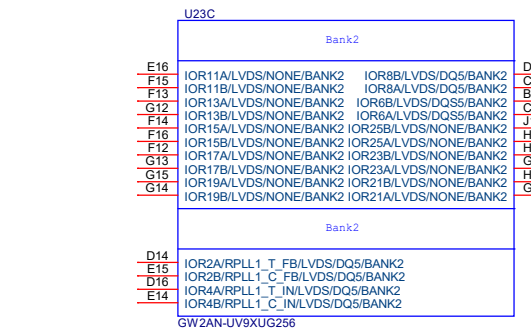 U23C
Bank2
E16 IOR11A/LVDS/NONE/BANK2 IOR8B/LVDS/DQ5/BANK2 D
F15 IOR11B/LVDS/NONE/BANK2 IOR8A/LVDS/DQ5/BANK2 C
F13 IOR13A/LVDS/NONE/BANK2 IOR6B/LVDS/DQS5/BANK2 B
G12 IOR13B/LVDS/NONE/BANK2 IOR6A/LVDS/DQS5/BANK2 C
F14 IOR15A/LVDS/NONE/BANK2 IOR25B/LVDS/NONE/BANK2 J
F16 IOR15B/LVDS/NONE/BANK2 IOR25A/LVDS/NONE/BANK2 H
F12 IOR17A/LVDS/NONE/BANK2 IOR23B/LVDS/NONE/BANK2 H
G13 IOR17B/LVDS/NONE/BANK2 IOR23A/LVDS/NONE/BANK2 G
G15 IOR19A/LVDS/NONE/BANK2 IOR21B/LVDS/NONE/BANK2 H
G14 IOR19B/LVDS/NONE/BANK2 IOR21A/LVDS/NONE/BANK2 G
Bank2
D14 IOR2A/RPLL1_T_FB/LVDS/DQ5/BANK2
E15 IOR2B/RPLL1_C_FB/LVDS/DQ5/BANK2
D16 IOR4A/RPLL1_T_IN/LVDS/DQ5/BANK2
E14 IOR4B/RPLL1_C_IN/LVDS/DQ5/BANK2
GW2AN-UV9XUG256